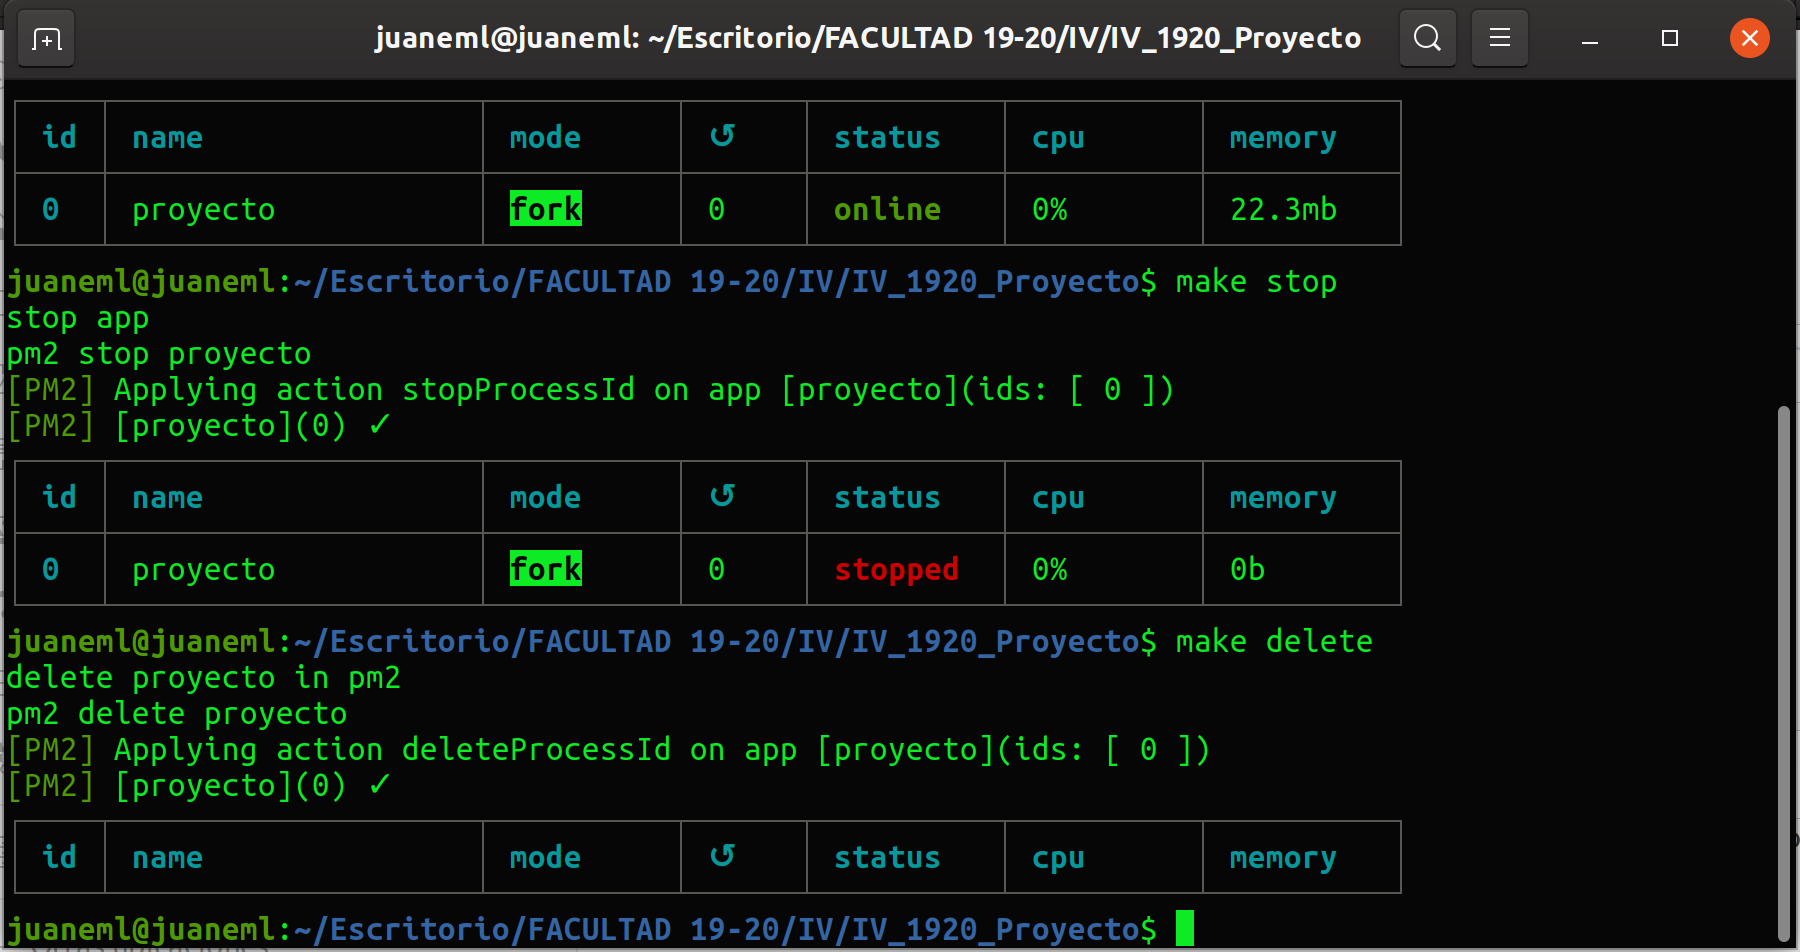 juaneml@juaneml: ~/Escritorio/FACULTAD 19-20/IV/IV_1920_Proyecto
id name mode ↺ status cpu memory
0 proyecto fork 0 online 0% 22.3mb
juaneml@juaneml:~/Escritorio/FACULTAD 19-20/IV/IV_1920_Proyecto$ make stop
stop app
pm2 stop proyecto
[PM2] Applying action stopProcessId on app [proyecto](ids: [ 0 ])
[PM2] [proyecto](0) ✓
id name mode ↺ status cpu memory
0 proyecto fork 0 stopped 0% 0b
juaneml@juaneml:~/Escritorio/FACULTAD 19-20/IV/IV_1920_Proyecto$ make delete
delete proyecto in pm2
pm2 delete proyecto
[PM2] Applying action deleteProcessId on app [proyecto](ids: [ 0 ])
[PM2] [proyecto](0) ✓
id name mode ↺ status cpu memory
juaneml@juaneml:~/Escritorio/FACULTAD 19-20/IV/IV_1920_Proyecto$